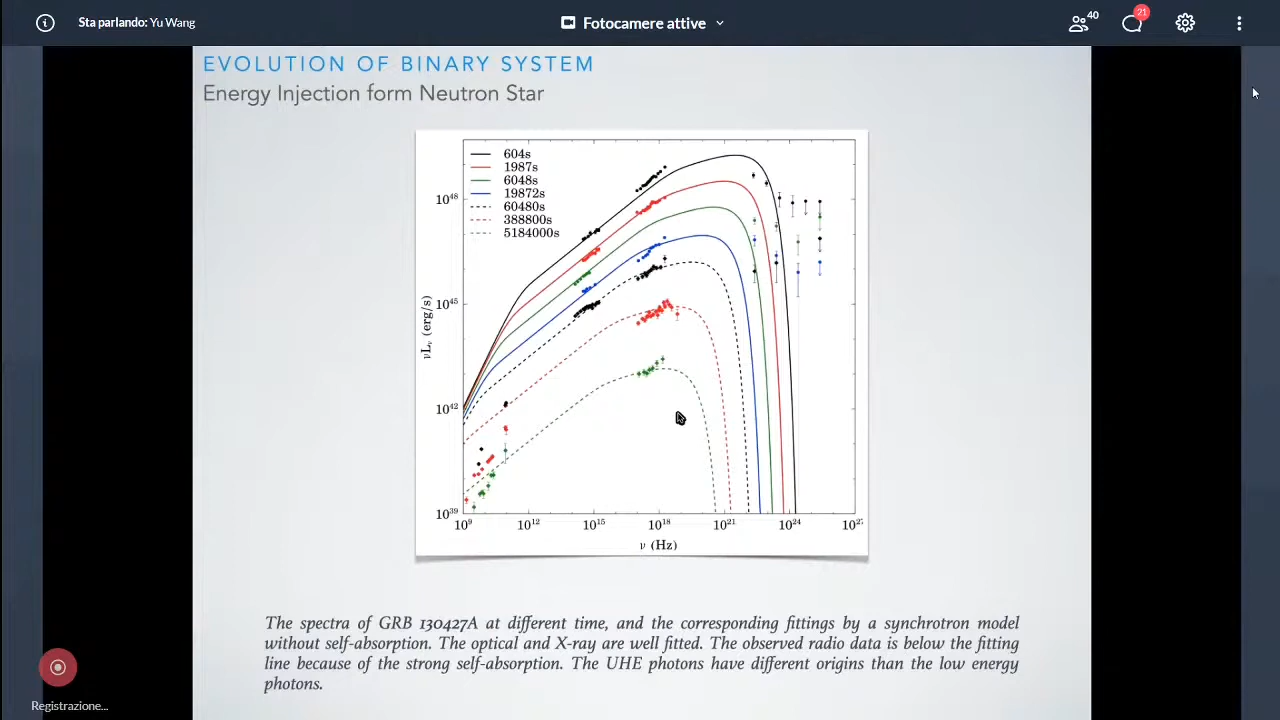 Sta parlando: Yu Wang
Fotocamere attive
40
21
EVOLUTION OF BINARY SYSTEM
Energy Injection form Neutron Star
604s
1987s
6048s
19872s
60480s
388800s
5184000s
10⁴⁸
10⁴⁵
10⁴²
10³⁹
νLᵥ (erg/s)
10⁹ 10¹² 10¹⁵ 10¹⁸ 10²¹ 10²⁴
ν (Hz)
The spectra of GRB 130427A at different time, and the corresponding fittings by a synchrotron model
without self-absorption. The optical and X-ray are well fitted. The observed radio data is below the fitting
line because of the strong self-absorption. The UHE photons have different origins than the low energy
photons.
Registrazione...